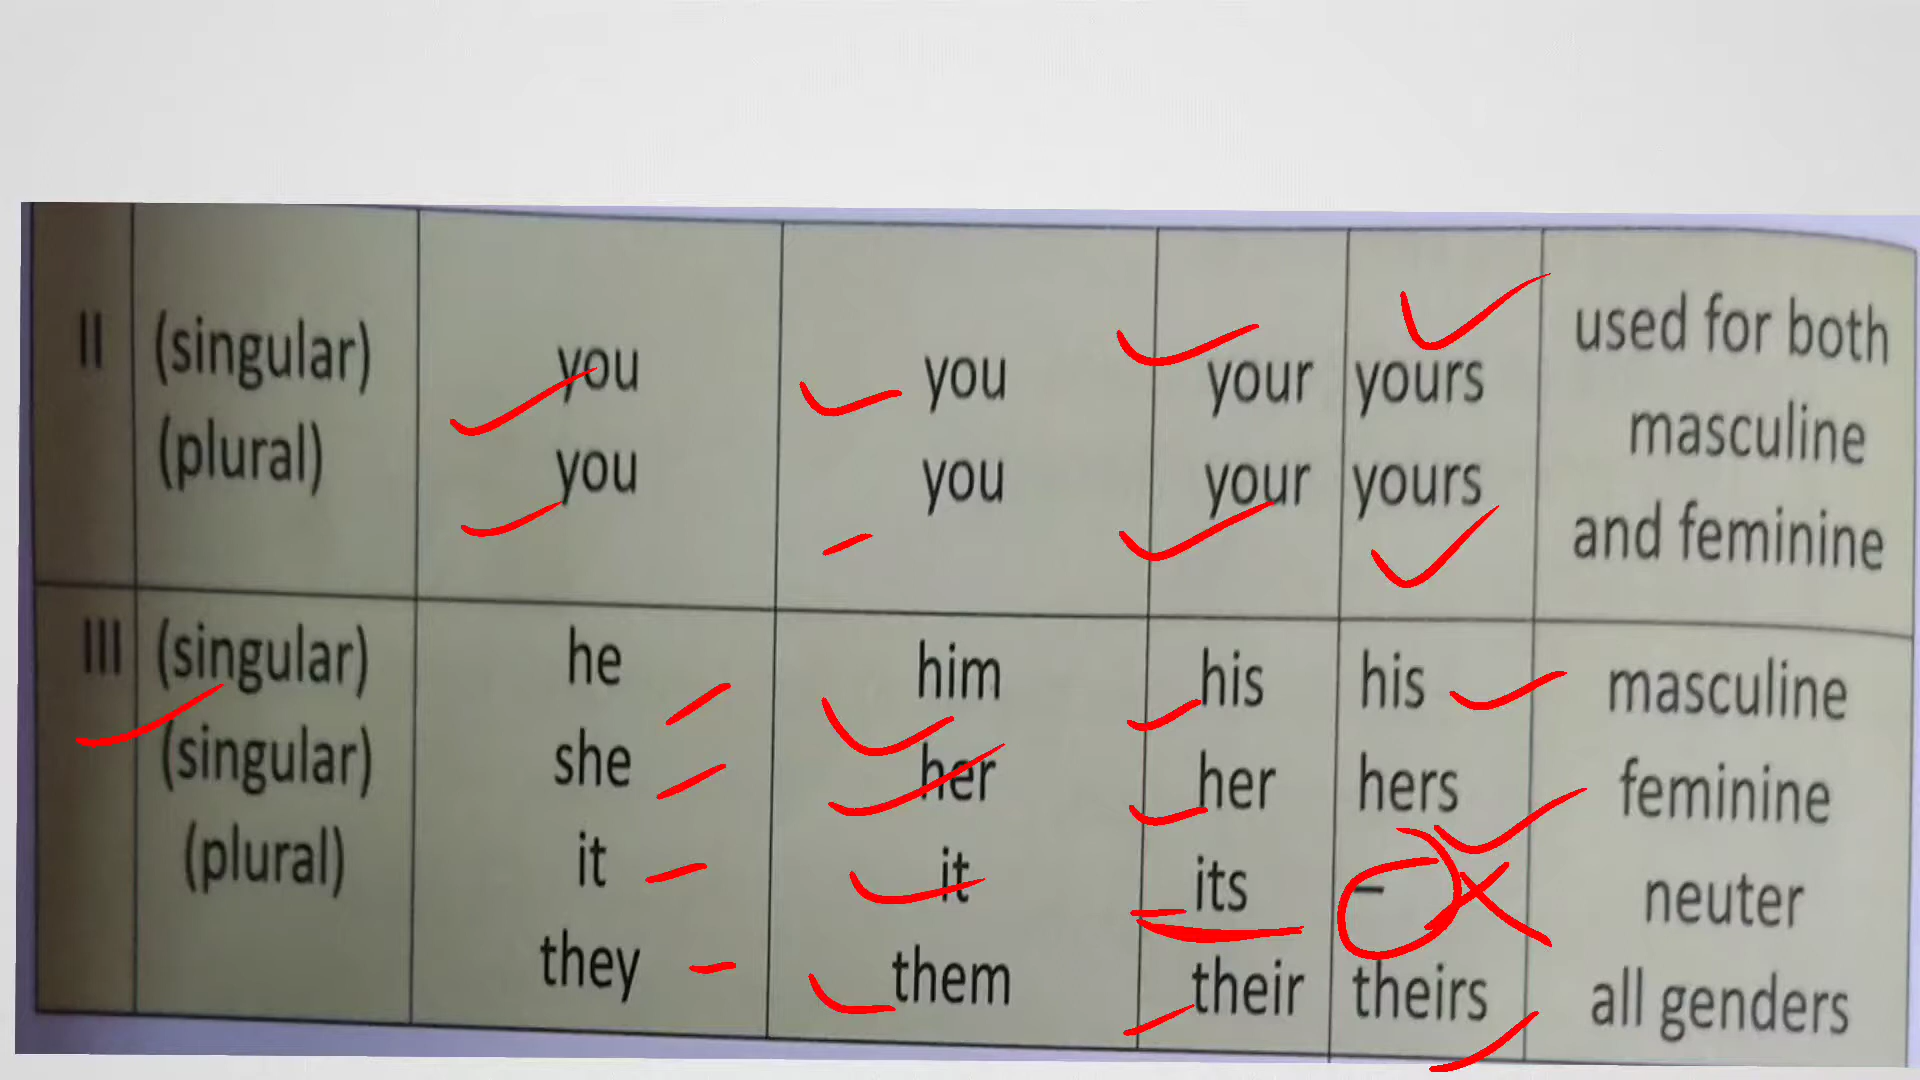 II (singular) you you your yours used for both
masculine
(plural) you you your yours
and feminine
III (singular) he him his his masculine
(singular) she her her hers feminine
(plural) it it its – neuter
they them their theirs all genders